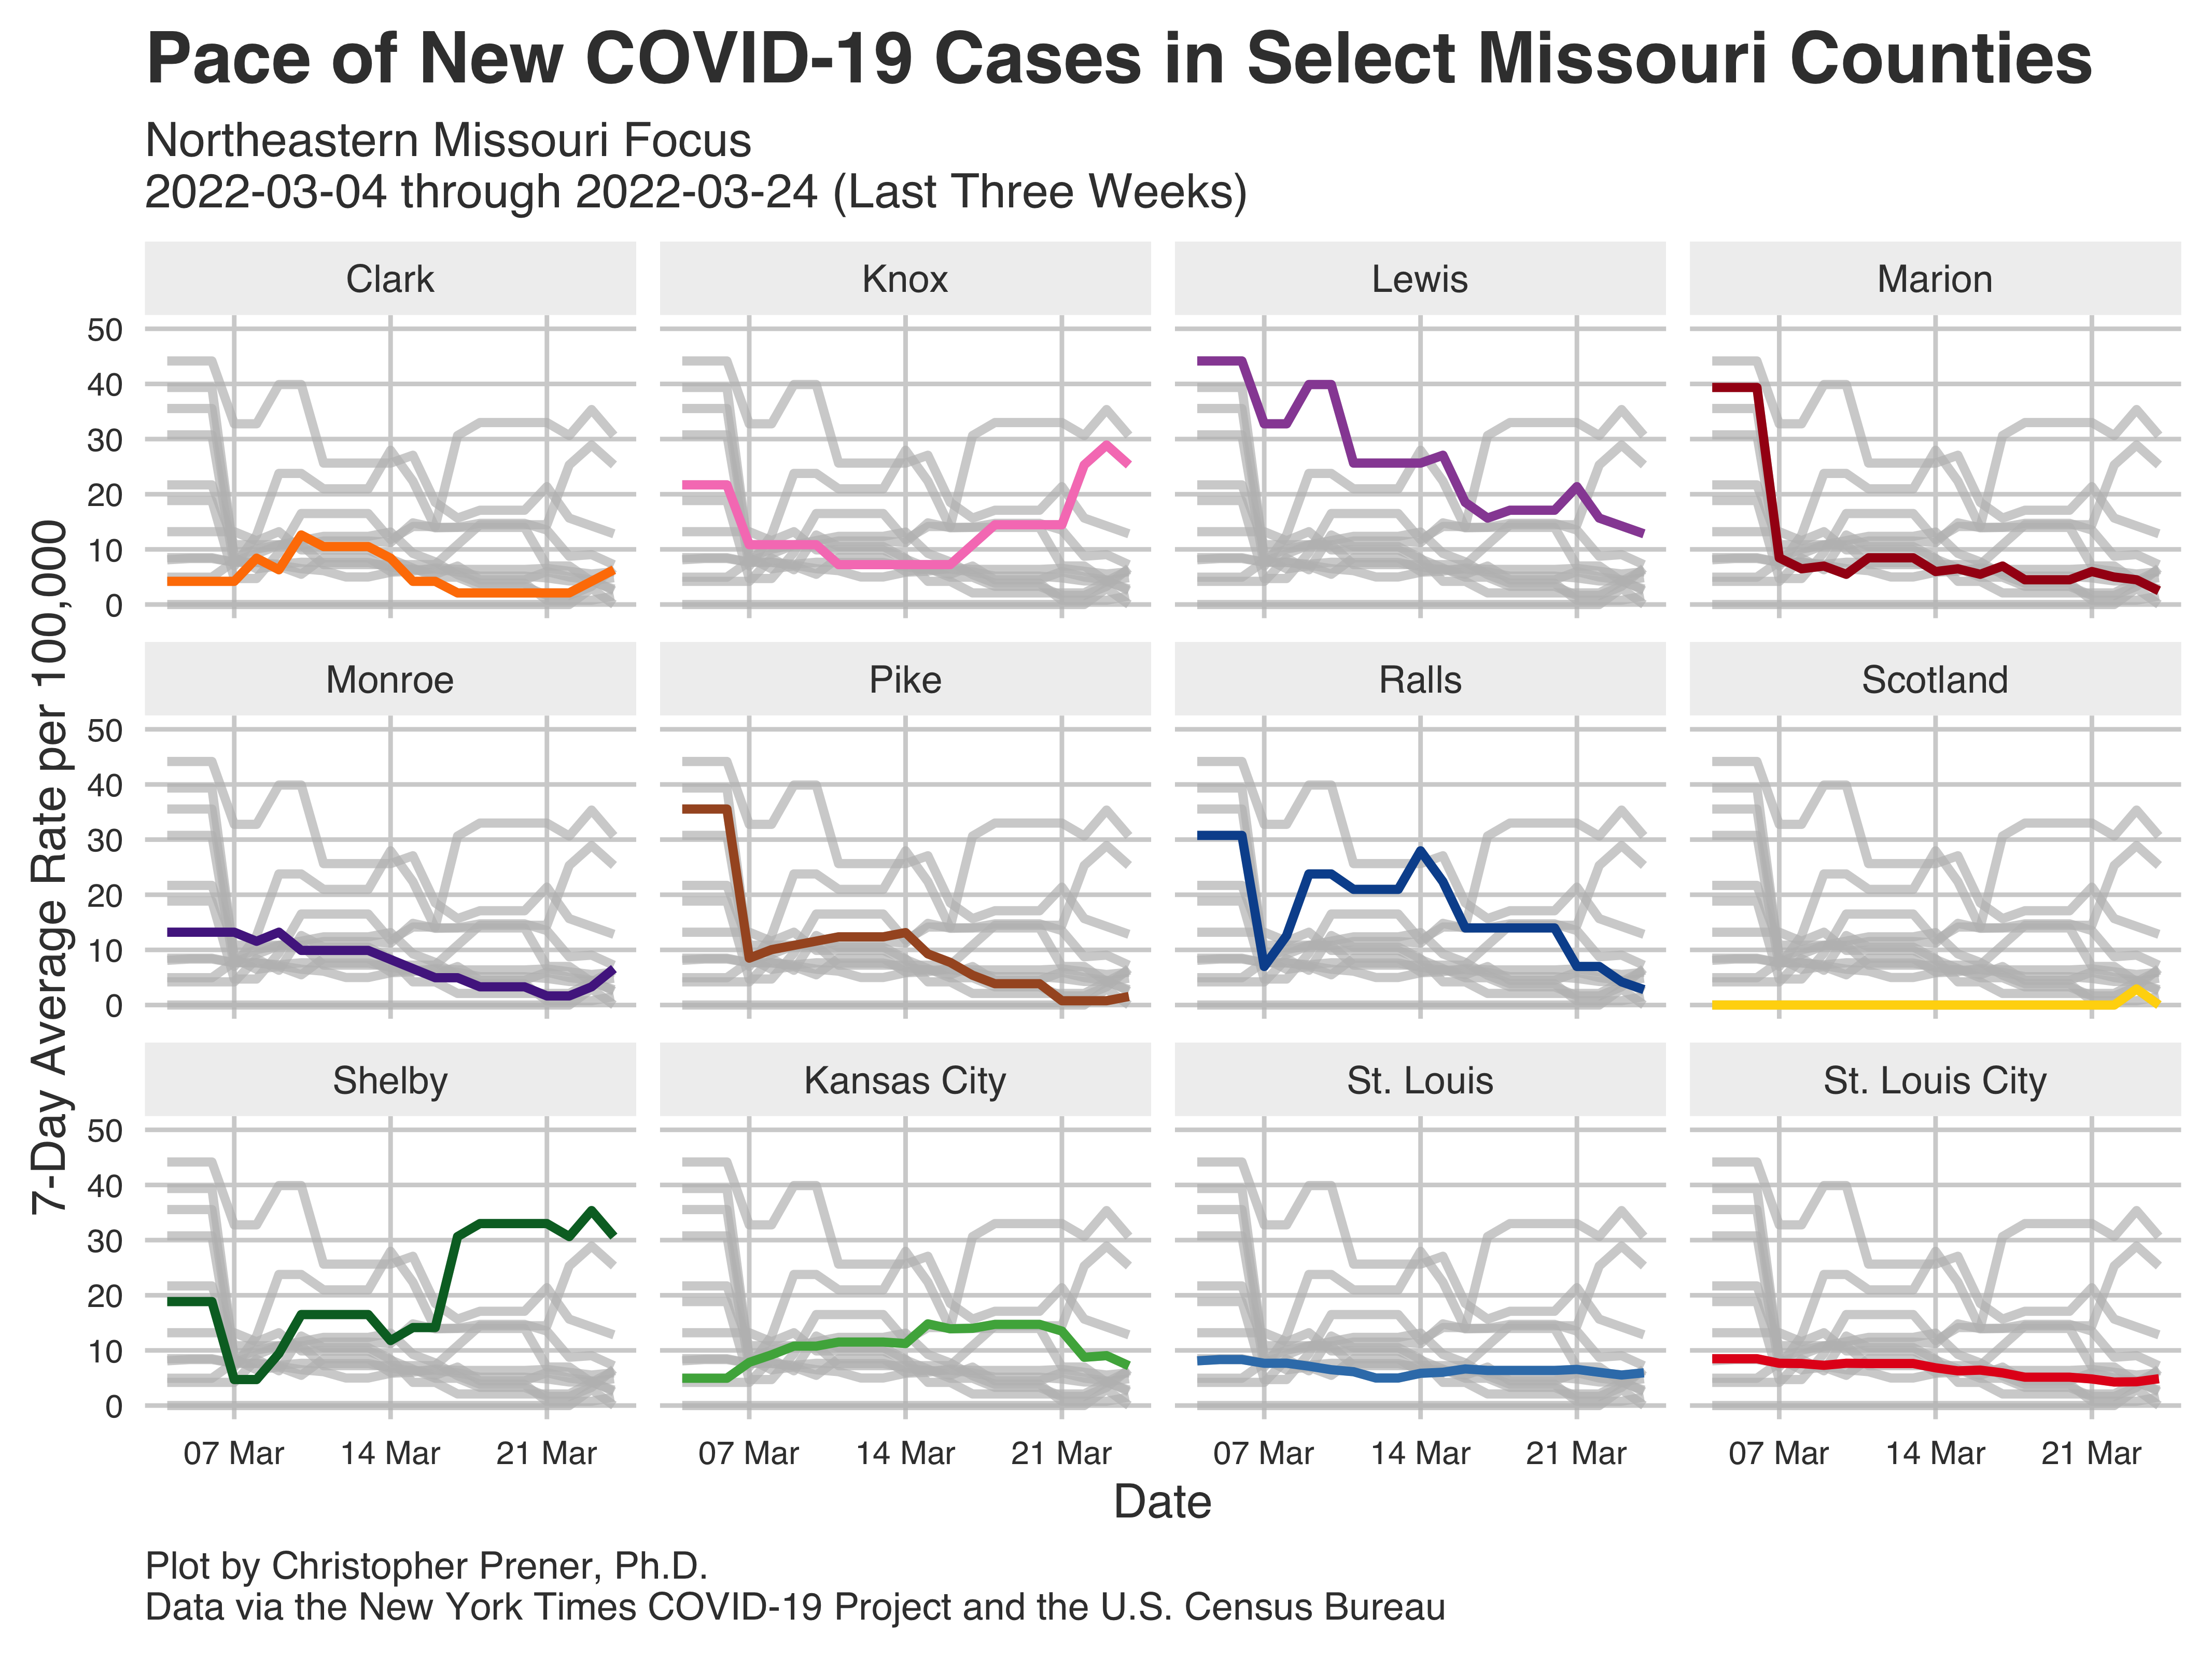 Pace of New COVID-19 Cases in Select Missouri Counties
Northeastern Missouri Focus
2022-03-04 through 2022-03-24 (Last Three Weeks)
7-Day Average Rate per 100,000
Clark
Knox
Lewis
Marion
50
40
30
20
10
0
Monroe
Pike
Ralls
Scotland
50
40
30
20
10
0
Shelby
Kansas City
St. Louis
St. Louis City
50
40
30
20
10
0
07 Mar 14 Mar 21 Mar
07 Mar 14 Mar 21 Mar
07 Mar 14 Mar 21 Mar
07 Mar 14 Mar 21 Mar
Date
Plot by Christopher Prener, Ph.D.
Data via the New York Times COVID-19 Project and the U.S. Census Bureau